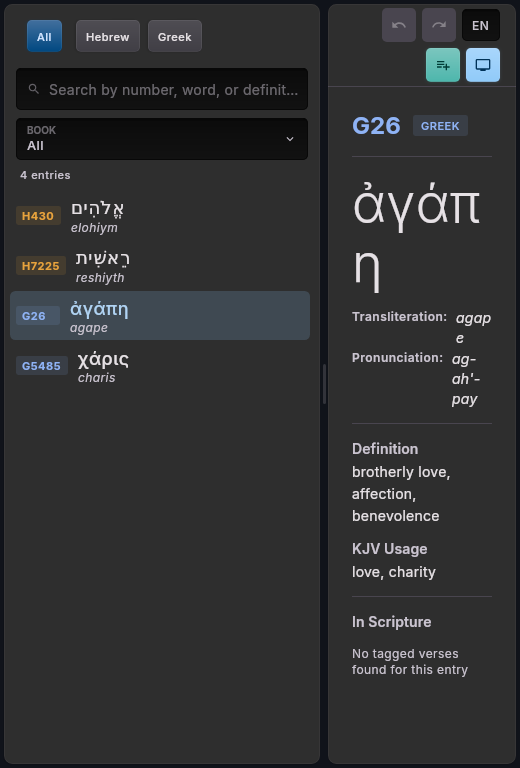 All Hebrew Greek
Search by number, word, or definit...
BOOK
All
4 entries
H430 אֱלֹהִים
elohiym
H7225 רֵאשִׁית
reshiyth
G26 ἀγάπη
agape
G5485 χάρις
charis
EN
G26 GREEK
ἀγάπ
η
Transliteration: agap
e
Pronunciation: ag-
ah'-
pay
Definition
brotherly love,
affection,
benevolence
KJV Usage
love, charity
In Scripture
No tagged verses
found for this entry